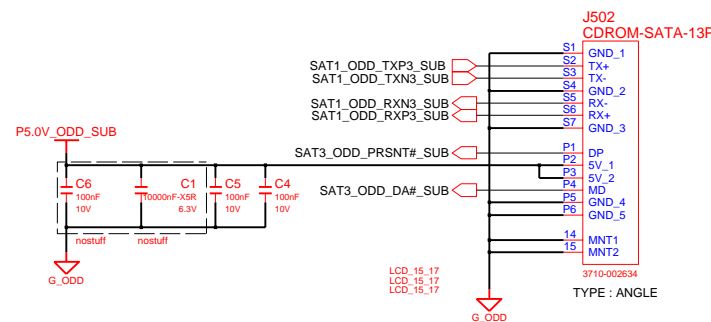 J502
CDROM-SATA-13P
S1 GND_1
SAT1_ODD_TXP3_SUB S2 TX+
SAT1_ODD_TXN3_SUB S3 TX-
S4 GND_2
SAT1_ODD_RXN3_SUB S5 RX-
SAT1_ODD_RXP3_SUB S6 RX+
S7 GND_3
P5.0V_ODD_SUB
SAT3_ODD_PRSNT#_SUB P1 DP
P2 5V_1
P3 5V_2
SAT3_ODD_DA#_SUB P4 MD
P5 GND_4
P6 GND_5
C6 C1 C5 C4
100nF 10000nF-X5R 100nF 100nF
10V 6.3V 10V 10V
nostuff nostuff
14 MNT1
15 MNT2
G_ODD
LCD_15_17
LCD_15_17
LCD_15_17
3710-002634
TYPE : ANGLE
G_ODD